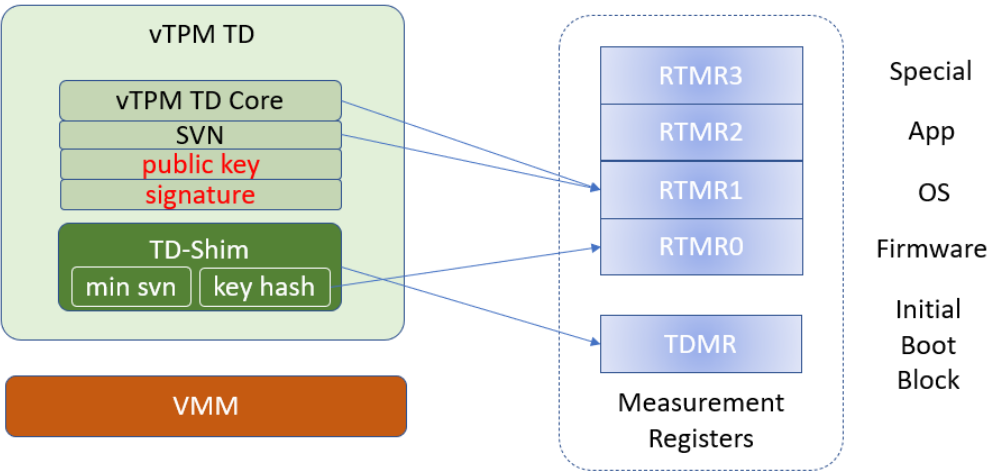 vTPM TD
vTPM TD Core
SVN
public key
signature
TD-Shim
min svn
key hash
VMM
RTMR3
RTMR2
RTMR1
RTMR0
TDMR
Measurement
Registers
Special
App
OS
Firmware
Initial
Boot
Block